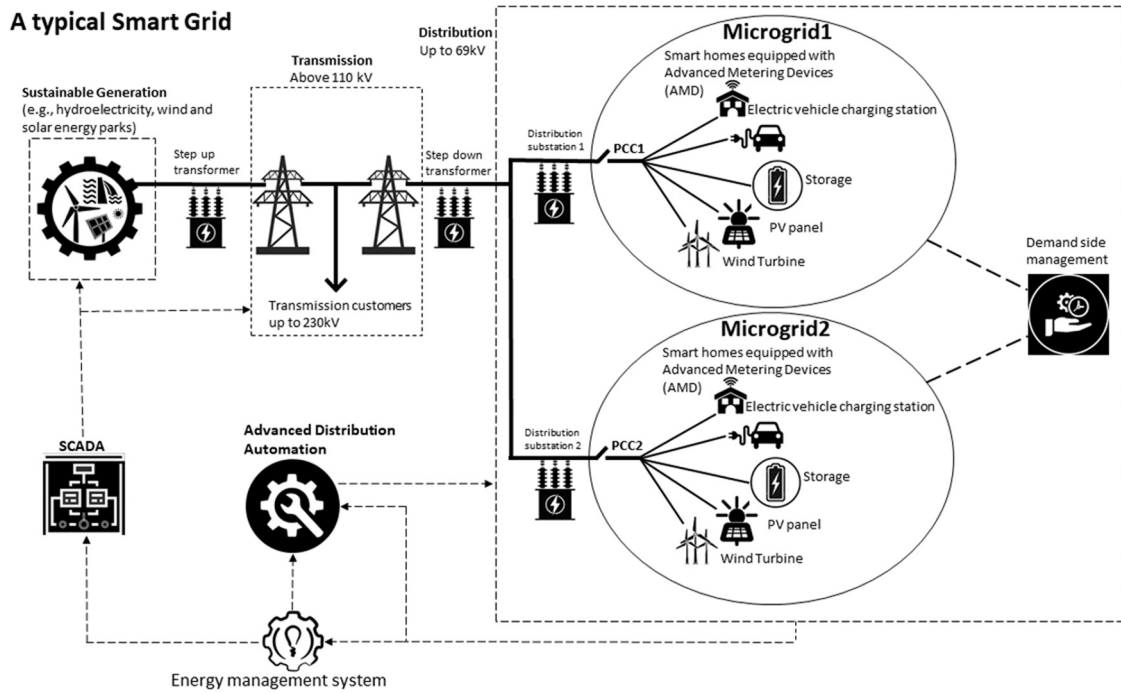 A typical Smart Grid
Sustainable Generation
(e.g., hydroelectricity, wind and
solar energy parks)
Step up
transformer
Transmission
Above 110 kV
Transmission customers
up to 230kV
Step down
transformer
Distribution
Up to 69kV
Distribution
substation 1
PCC1
Microgrid1
Smart homes equipped with
Advanced Metering Devices
(AMD)
Electric vehicle charging station
Storage
PV panel
Wind Turbine
Distribution
substation 2
PCC2
Microgrid2
Smart homes equipped with
Advanced Metering Devices
(AMD)
Electric vehicle charging station
Storage
PV panel
Wind Turbine
Demand side
management
SCADA
Advanced Distribution
Automation
Energy management system